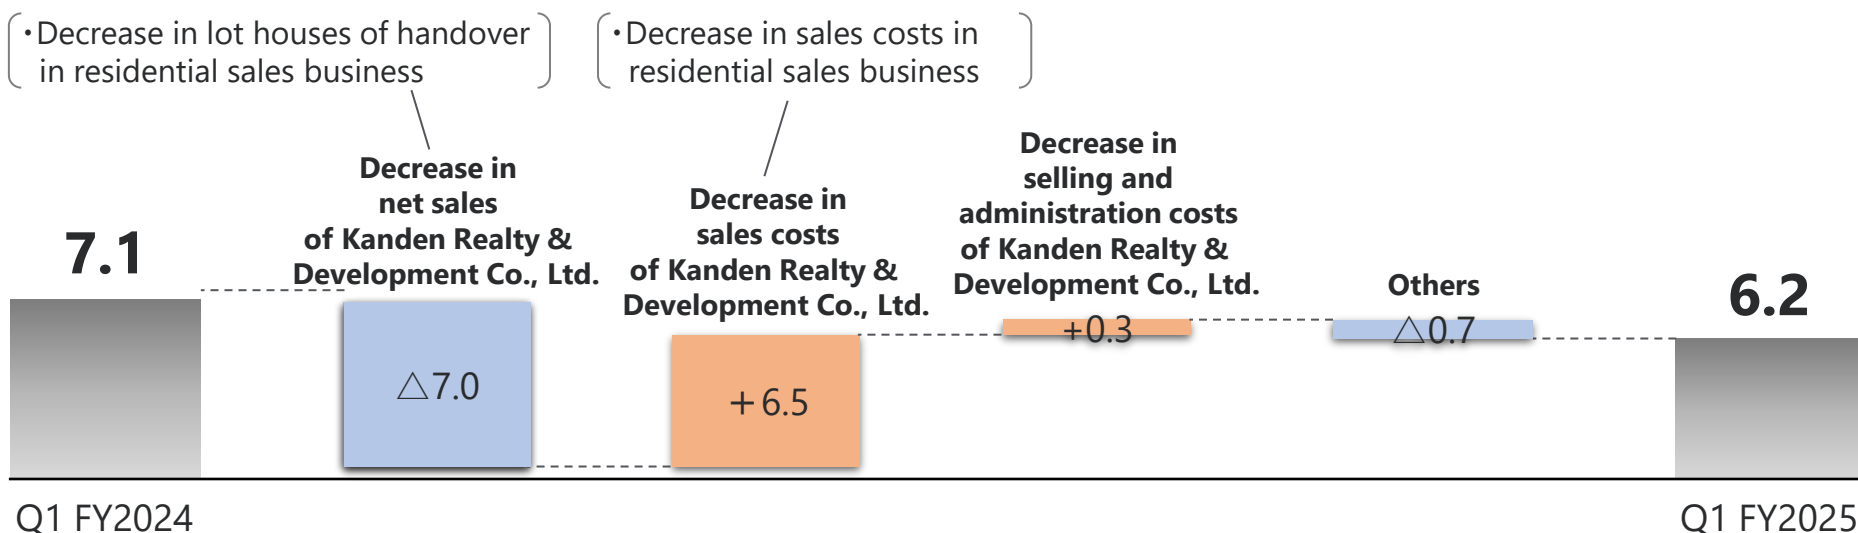 ・Decrease in lot houses of handover
in residential sales business
・Decrease in sales costs in
residential sales business
7.1
Decrease in
net sales
of Kanden Realty &
Development Co., Ltd.
△7.0
Decrease in
sales costs
of Kanden Realty &
Development Co., Ltd.
+6.5
Decrease in
selling and
administration costs
of Kanden Realty &
Development Co., Ltd.
+0.3
Others
△0.7
6.2
Q1 FY2024
Q1 FY2025